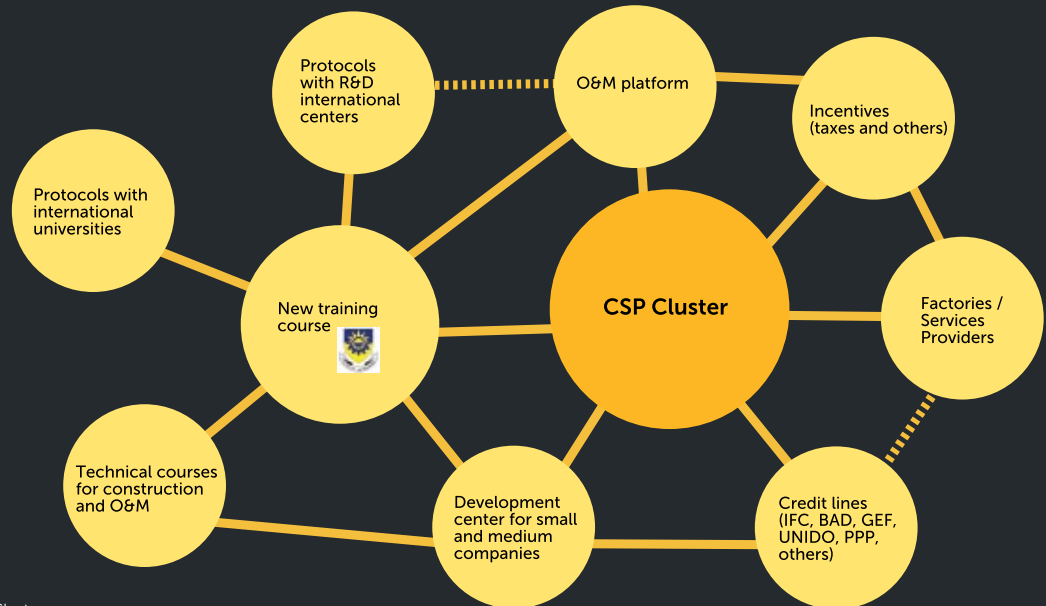 Protocols
with R&D
international
centers
O&M platform
Incentives
(taxes and others)
Protocols with
international
universities
New training
course
CSP Cluster
Factories /
Services
Providers
Technical courses
for construction
and O&M
Development
center for small
and medium
companies
Credit lines
(IFC, BAD, GEF,
UNIDO, PPP,
others)